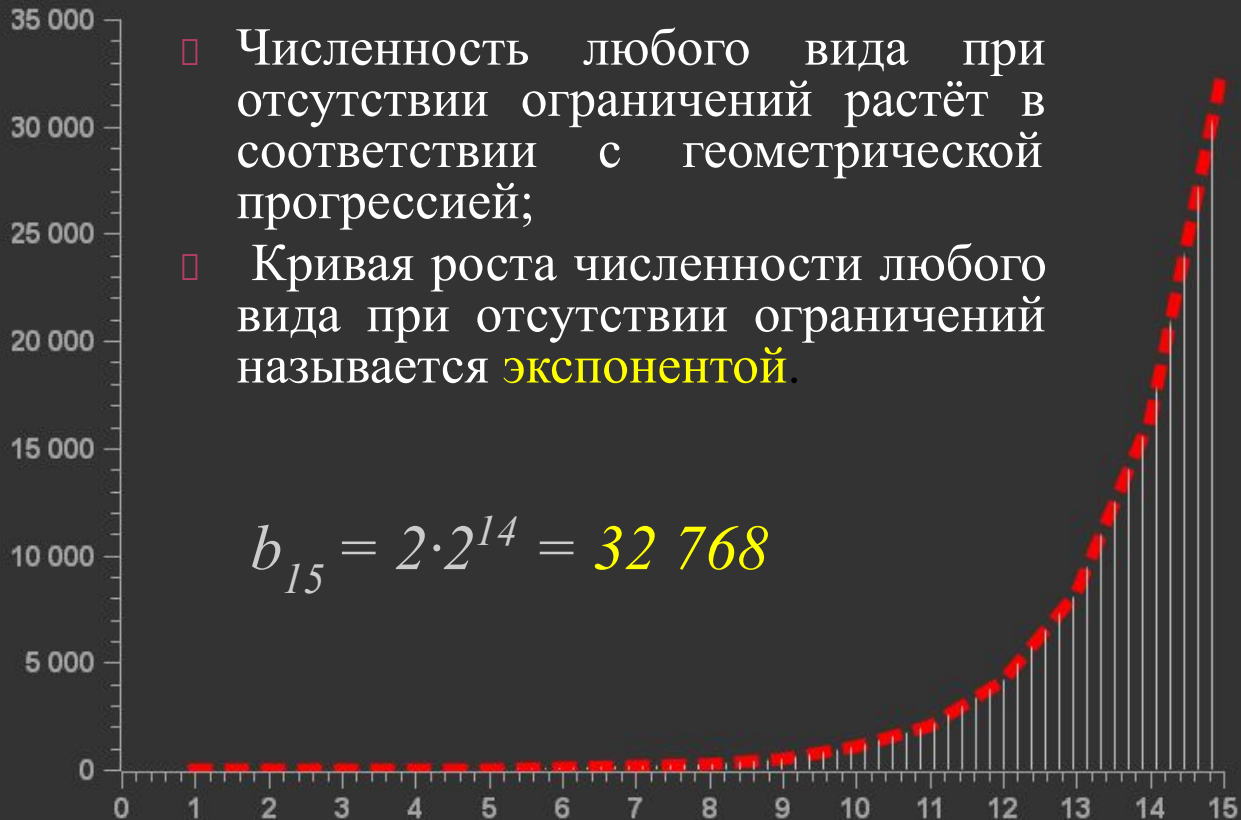 35 000
30 000
25 000
20 000
15 000
10 000
5 000
0
Численность любого вида при
отсутствии ограничений растёт в
соответствии с геометрической
прогрессией;
Кривая роста численности любого
вида при отсутствии ограничений
называется экспонентой.
b₁₅ = 2·2¹⁴ = 32 768
0 1 2 3 4 5 6 7 8 9 10 11 12 13 14 15